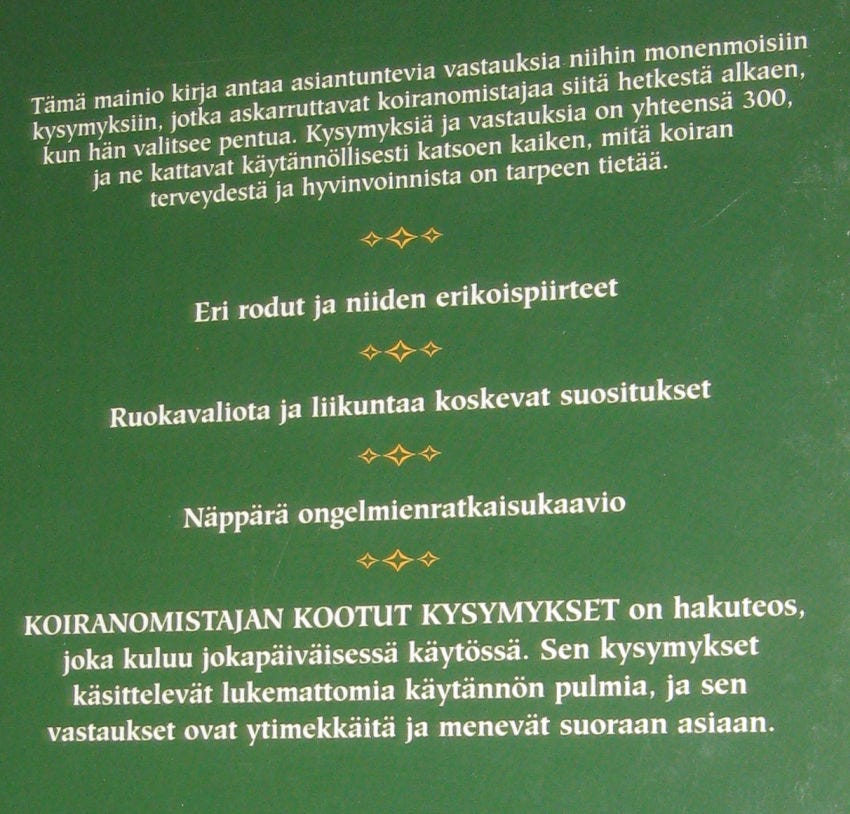 Tämä mainio kirja antaa asiantuntevia vastauksia niihin monenmoisiin
kysymyksiin, jotka askarruttavat koiranomistajaa siitä hetkestä alkaen,
kun hän valitsee pentua. Kysymyksiä ja vastauksia on yhteensä 300,
ja ne kattavat käytännöllisesti katsoen kaiken, mitä koiran
terveydestä ja hyvinvoinnista on tarpeen tietää.
Eri rodut ja niiden erikoispiirteet
Ruokavaliota ja liikuntaa koskevat suositukset
Näppärä ongelmienratkaisukaavio
KOIRANOMISTAJAN KOOTUT KYSYMYKSET on hakuteos,
joka kuluu jokapäiväisessä käytössä. Sen kysymykset
käsittelevät lukemattomia käytännön pulmia, ja sen
vastaukset ovat ytimekkäitä ja menevät suoraan asiaan.